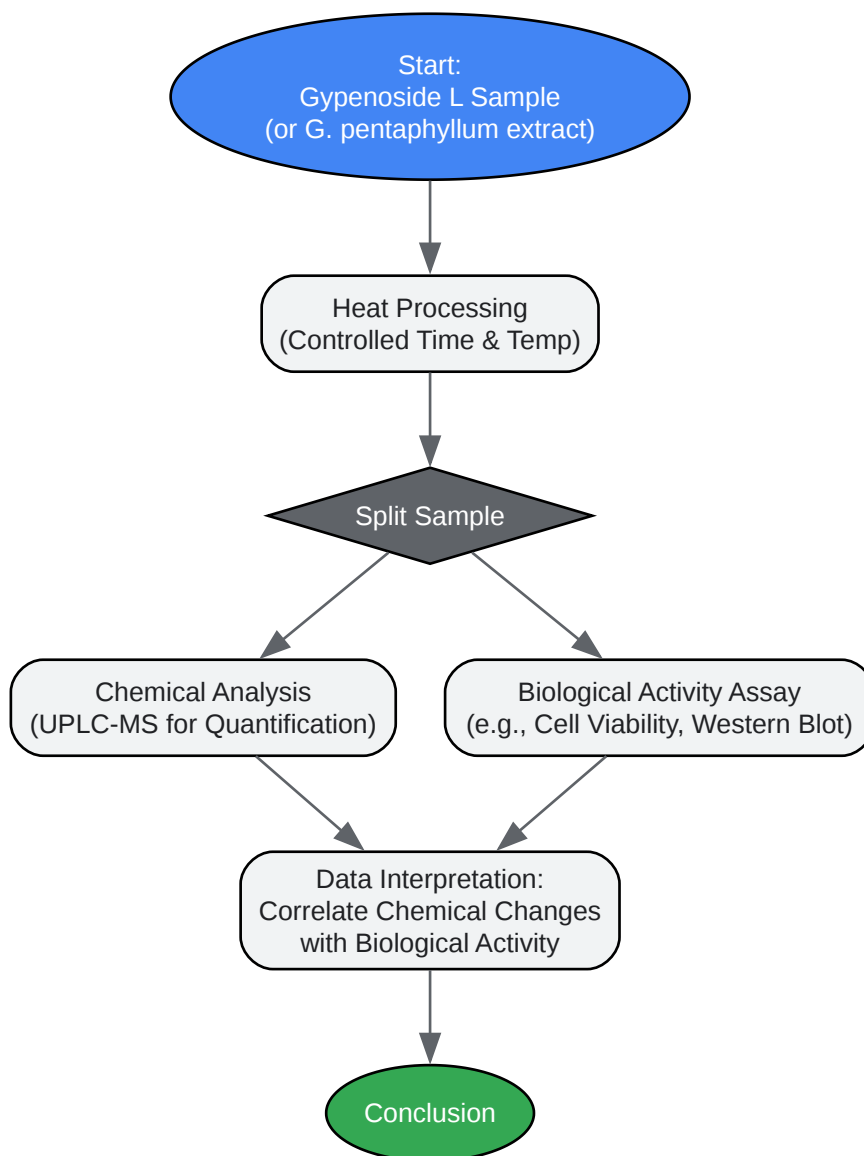 Start:
Gypenoside L Sample
(or G. pentaphyllum extract)
Heat Processing
(Controlled Time & Temp)
Split Sample
Chemical Analysis
(UPLC-MS for Quantification)
Biological Activity Assay
(e.g., Cell Viability, Western Blot)
Data Interpretation:
Correlate Chemical Changes
with Biological Activity
Conclusion